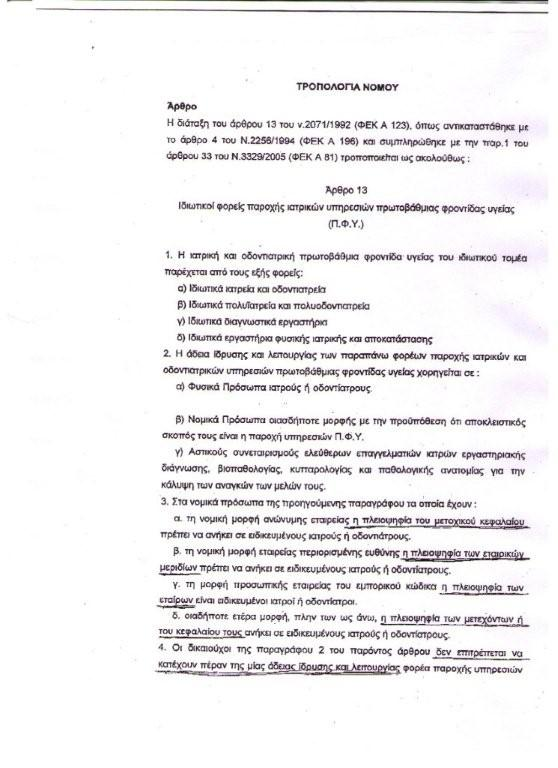 ΤΡΟΠΟΛΟΓΙΑ ΝΟΜΟΥ
Άρθρο
Η διάταξη του άρθρου 13 του ν.2071/1992 (ΦΕΚ Α 123), όπως αντικαταστάθηκε με
το άρθρο 4 του Ν.2256/1994 (ΦΕΚ Α 196) και συμπληρώθηκε με την παρ.1 του
άρθρου 33 του Ν.3329/2005 (ΦΕΚ Α 81) τροποποιείται ως ακολούθως :
Άρθρο 13
Ιδιωτικοί φορείς παροχής ιατρικών υπηρεσιών πρωτοβάθμιας φροντίδας υγείας
(Π.Φ.Υ.)
1. Η ιατρική και οδοντιατρική πρωτοβάθμια φροντίδα υγείας του ιδιωτικού τομέα
παρέχεται από τους εξής φορείς:
α) Ιδιωτικά ιατρεία και οδοντιατρεία
β) Ιδιωτικά πολυϊατρεία και πολυοδοντιατρεία
γ) Ιδιωτικά διαγνωστικά εργαστήρια
δ) Ιδιωτικά εργαστήρια φυσικής ιατρικής και αποκατάστασης
2. Η άδεια ίδρυσης και λειτουργίας των παραπάνω φορέων παροχής ιατρικών και
οδοντιατρικών υπηρεσιών πρωτοβάθμιας φροντίδας υγείας χορηγείται σε :
α) Φυσικά Πρόσωπα ιατρούς ή οδοντίατρους.
β) Νομικά Πρόσωπα οιασδήποτε μορφής με την προϋπόθεση ότι αποκλειστικός
σκοπός τους είναι η παροχή υπηρεσιών Π.Φ.Υ.
γ) Αστικούς συνεταιρισμούς ελεύθερων επαγγελματιών ιατρών εργαστηριακής
διάγνωσης, βιοπαθολογίας, κυτταρολογίας και παθολογικής ανατομίας για την
κάλυψη των αναγκών των μελών τους.
3. Στα νομικά πρόσωπα της προηγούμενης παραγράφου τα οποία έχουν :
α. τη νομική μορφή ανώνυμης εταιρείας η πλειοψηφία του μετοχικού κεφαλαίου
πρέπει να ανήκει σε ειδικευμένους ιατρούς ή οδοντιάτρους.
β. τη νομική μορφή εταιρείας περιορισμένης ευθύνης η πλειοψηφία των εταιρικών
μεριδίων πρέπει να ανήκει σε ειδικευμένους ιατρούς ή οδοντίατρους.
γ. τη μορφή προσωπικής εταιρείας του εμπορικού κώδικα η πλειοψηφία των
εταίρων είναι ειδικευμένοι ιατροί ή οδοντίατροι.
δ. οιαδήποτε ετέρα μορφή, πλην των ως άνω, η πλειοψηφία των μετεχόντων ή
του κεφαλαίου τους ανήκει σε ειδικευμένους ιατρούς ή οδοντίατρους.
4. Οι δικαιούχοι της παραγράφου 2 του παρόντος άρθρου δεν επιτρέπεται να
κατέχουν πέραν της μίας άδειας ίδρυσης και λειτουργίας φορέα παροχής υπηρεσιών